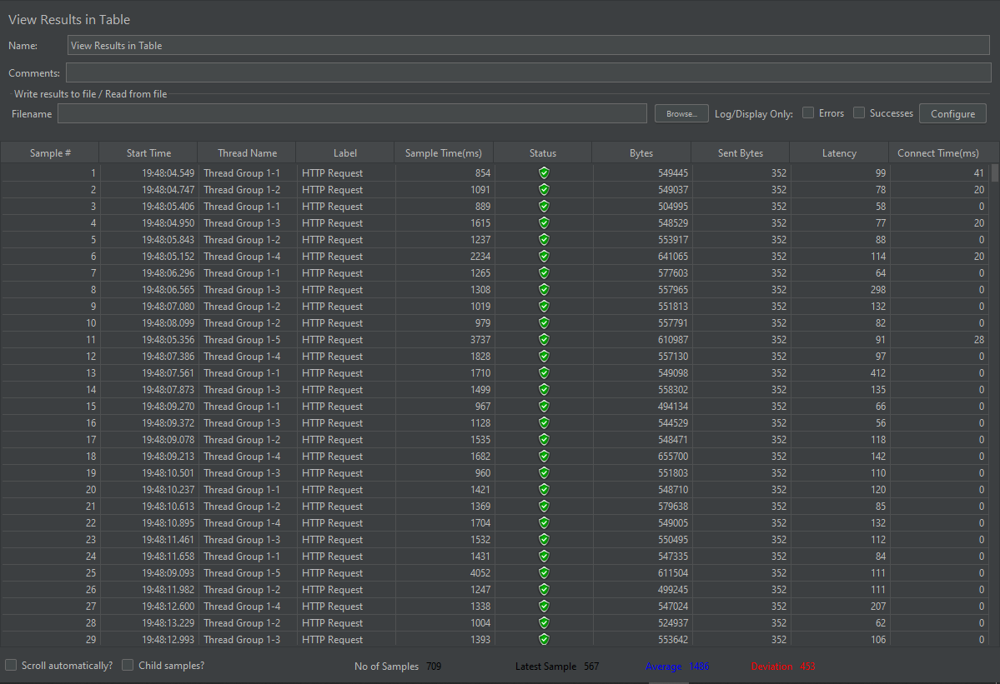 View Results in Table
Name: View Results in Table
Comments:
Write results to file / Read from file
Filename Browse... Log/Display Only: Errors Successes Configure
Sample # Start Time Thread Name Label Sample Time(ms) Status Bytes Sent Bytes Latency Connect Time(ms)
1 19:48:04.549 Thread Group 1-1 HTTP Request 854 549445 352 99 41
2 19:48:04.747 Thread Group 1-2 HTTP Request 1091 549037 352 78 20
3 19:48:05.406 Thread Group 1-1 HTTP Request 889 504995 352 58 0
4 19:48:04.950 Thread Group 1-3 HTTP Request 1615 548529 352 77 20
5 19:48:05.843 Thread Group 1-2 HTTP Request 1237 553917 352 88 0
6 19:48:05.152 Thread Group 1-4 HTTP Request 2234 641065 352 114 20
7 19:48:06.296 Thread Group 1-1 HTTP Request 1265 577603 352 64 0
8 19:48:06.565 Thread Group 1-3 HTTP Request 1308 557965 352 298 0
9 19:48:07.080 Thread Group 1-2 HTTP Request 1019 551813 352 132 0
10 19:48:08.099 Thread Group 1-2 HTTP Request 979 557791 352 82 0
11 19:48:05.356 Thread Group 1-5 HTTP Request 3737 610987 352 91 28
12 19:48:07.386 Thread Group 1-4 HTTP Request 1828 557130 352 97 0
13 19:48:07.561 Thread Group 1-1 HTTP Request 1710 549098 352 412 0
14 19:48:07.873 Thread Group 1-3 HTTP Request 1499 558302 352 135 0
15 19:48:09.270 Thread Group 1-1 HTTP Request 967 494134 352 66 0
16 19:48:09.372 Thread Group 1-3 HTTP Request 1128 544529 352 56 0
17 19:48:09.078 Thread Group 1-2 HTTP Request 1535 548471 352 118 0
18 19:48:09.213 Thread Group 1-4 HTTP Request 1682 655700 352 142 0
19 19:48:10.501 Thread Group 1-3 HTTP Request 960 551803 352 110 0
20 19:48:10.237 Thread Group 1-1 HTTP Request 1421 548710 352 120 0
21 19:48:10.613 Thread Group 1-2 HTTP Request 1369 579638 352 85 0
22 19:48:10.895 Thread Group 1-4 HTTP Request 1704 549005 352 132 0
23 19:48:11.461 Thread Group 1-3 HTTP Request 1532 550495 352 112 0
24 19:48:11.658 Thread Group 1-1 HTTP Request 1431 547335 352 84 0
25 19:48:09.093 Thread Group 1-5 HTTP Request 4052 611504 352 111 0
26 19:48:11.982 Thread Group 1-2 HTTP Request 1247 499245 352 111 0
27 19:48:12.600 Thread Group 1-4 HTTP Request 1338 547024 352 207 0
28 19:48:13.229 Thread Group 1-2 HTTP Request 1004 524937 352 62 0
29 19:48:12.993 Thread Group 1-3 HTTP Request 1393 553642 352 106 0
Scroll automatically? Child samples? No of Samples 709 Latest Sample 567 Average 1486 Deviation 453